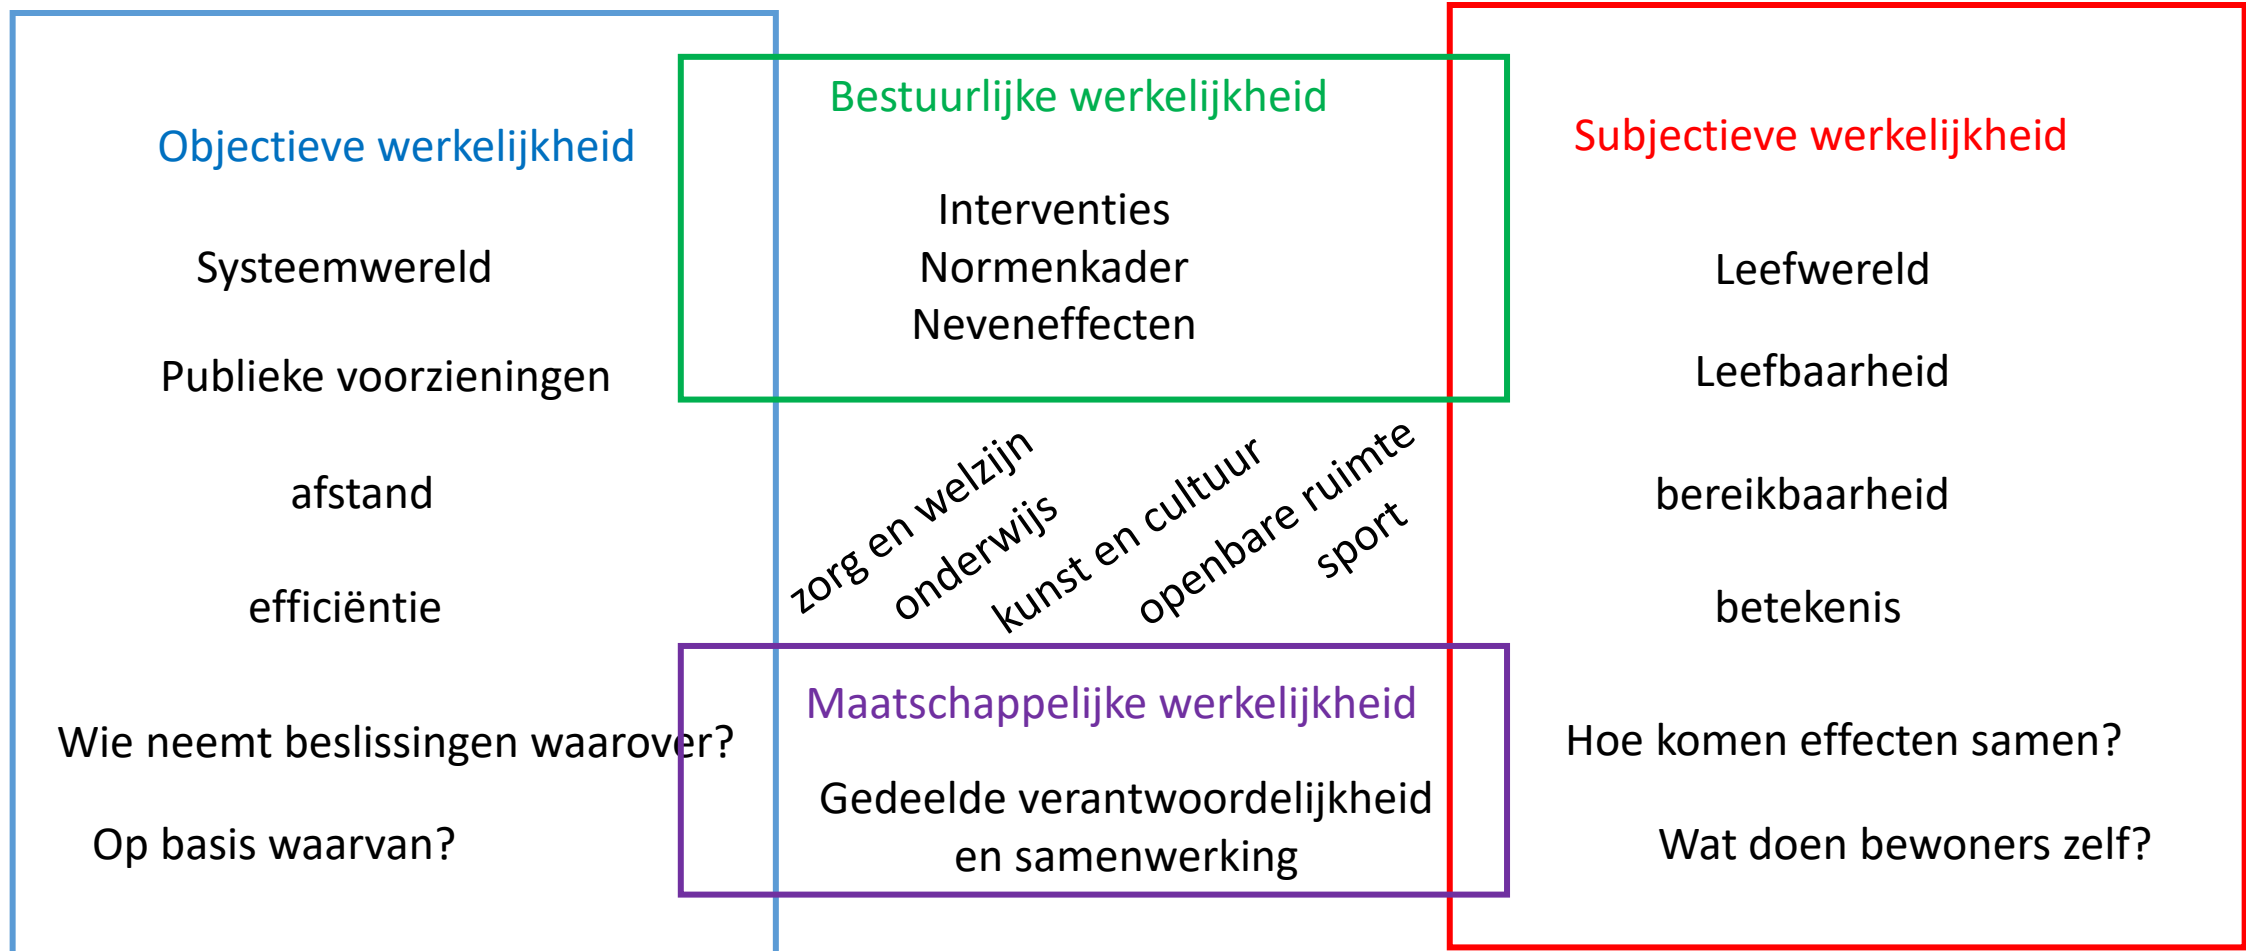 Objectieve werkelijkheid
Systeemwereld
Publieke voorzieningen
afstand
efficiëntie
Wie neemt beslissingen waarover?
Op basis waarvan?
Bestuurlijke werkelijkheid
Interventies
Normenkader
Neveneffecten
zorg en welzijn
onderwijs
kunst en cultuur
openbare ruimte
sport
Maatschappelijke werkelijkheid
Gedeelde verantwoordelijkheid
en samenwerking
Subjectieve werkelijkheid
Leefwereld
Leefbaarheid
bereikbaarheid
betekenis
Hoe komen effecten samen?
Wat doen bewoners zelf?